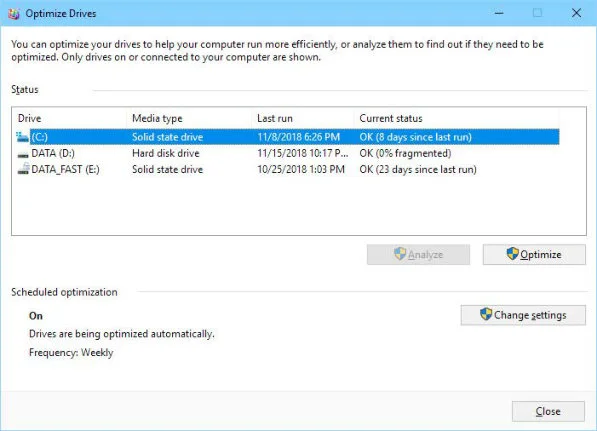 Optimize Drives
You can optimize your drives to help your computer run more efficiently, or analyze them to find out if they need to be
optimized. Only drives on or connected to your computer are shown.
Status
Drive Media type Last run Current status
(C:) Solid state drive 11/8/2018 6:26 PM OK (8 days since last run)
DATA (D:) Hard disk drive 11/15/2018 10:17 P... OK (0% fragmented)
DATA_FAST (E:) Solid state drive 10/25/2018 1:03 PM OK (23 days since last run)
Analyze Optimize
Scheduled optimization
On Change settings
Drives are being optimized automatically.
Frequency: Weekly
Close